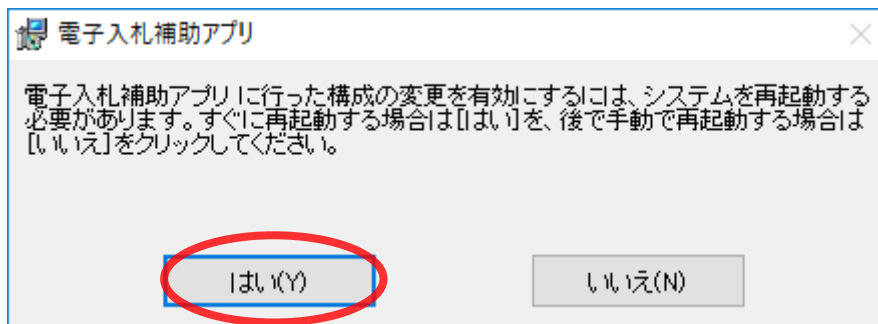 電子入札補助アプリ
電子入札補助アプリ に行った構成の変更を有効にするには、システムを再起動する
必要があります。すぐに再起動する場合は[はい]を、後で手動で再起動する場合は
[いいえ]をクリックしてください。
はい(Y)
いいえ(N)